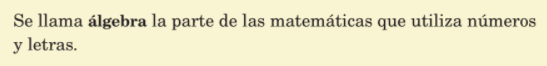 Se llama álgebra la parte de las matemáticas que utiliza números
y letras.